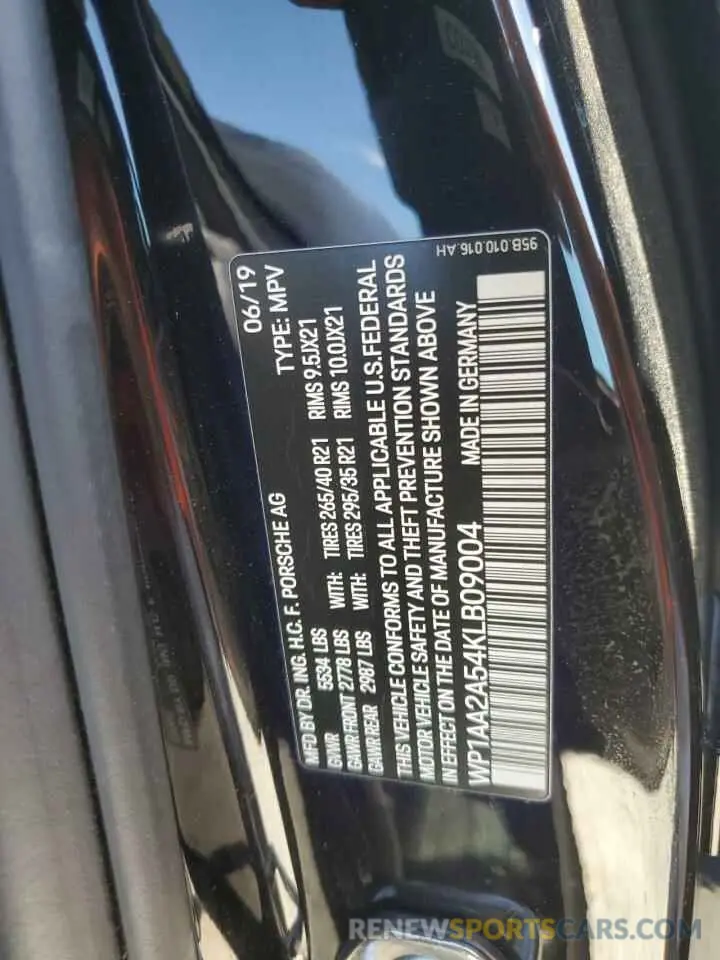 MFD BY DR. ING. H.C. F. PORSCHE AG 06/19
GVWR 5534 LBS TYPE: MPV
GAWR FRONT 2778 LBS WITH: TIRES 265/40 R21 RIMS 9.5JX21
GAWR REAR 2987 LBS WITH: TIRES 295/35 R21 RIMS 10.0JX21
THIS VEHICLE CONFORMS TO ALL APPLICABLE U.S.FEDERAL
MOTOR VEHICLE SAFETY AND THEFT PREVENTION STANDARDS
IN EFFECT ON THE DATE OF MANUFACTURE SHOWN ABOVE
WP1AA2A54KLB09004 MADE IN GERMANY
95B.010.016.AH
RENEWSPORTSCARS.COM